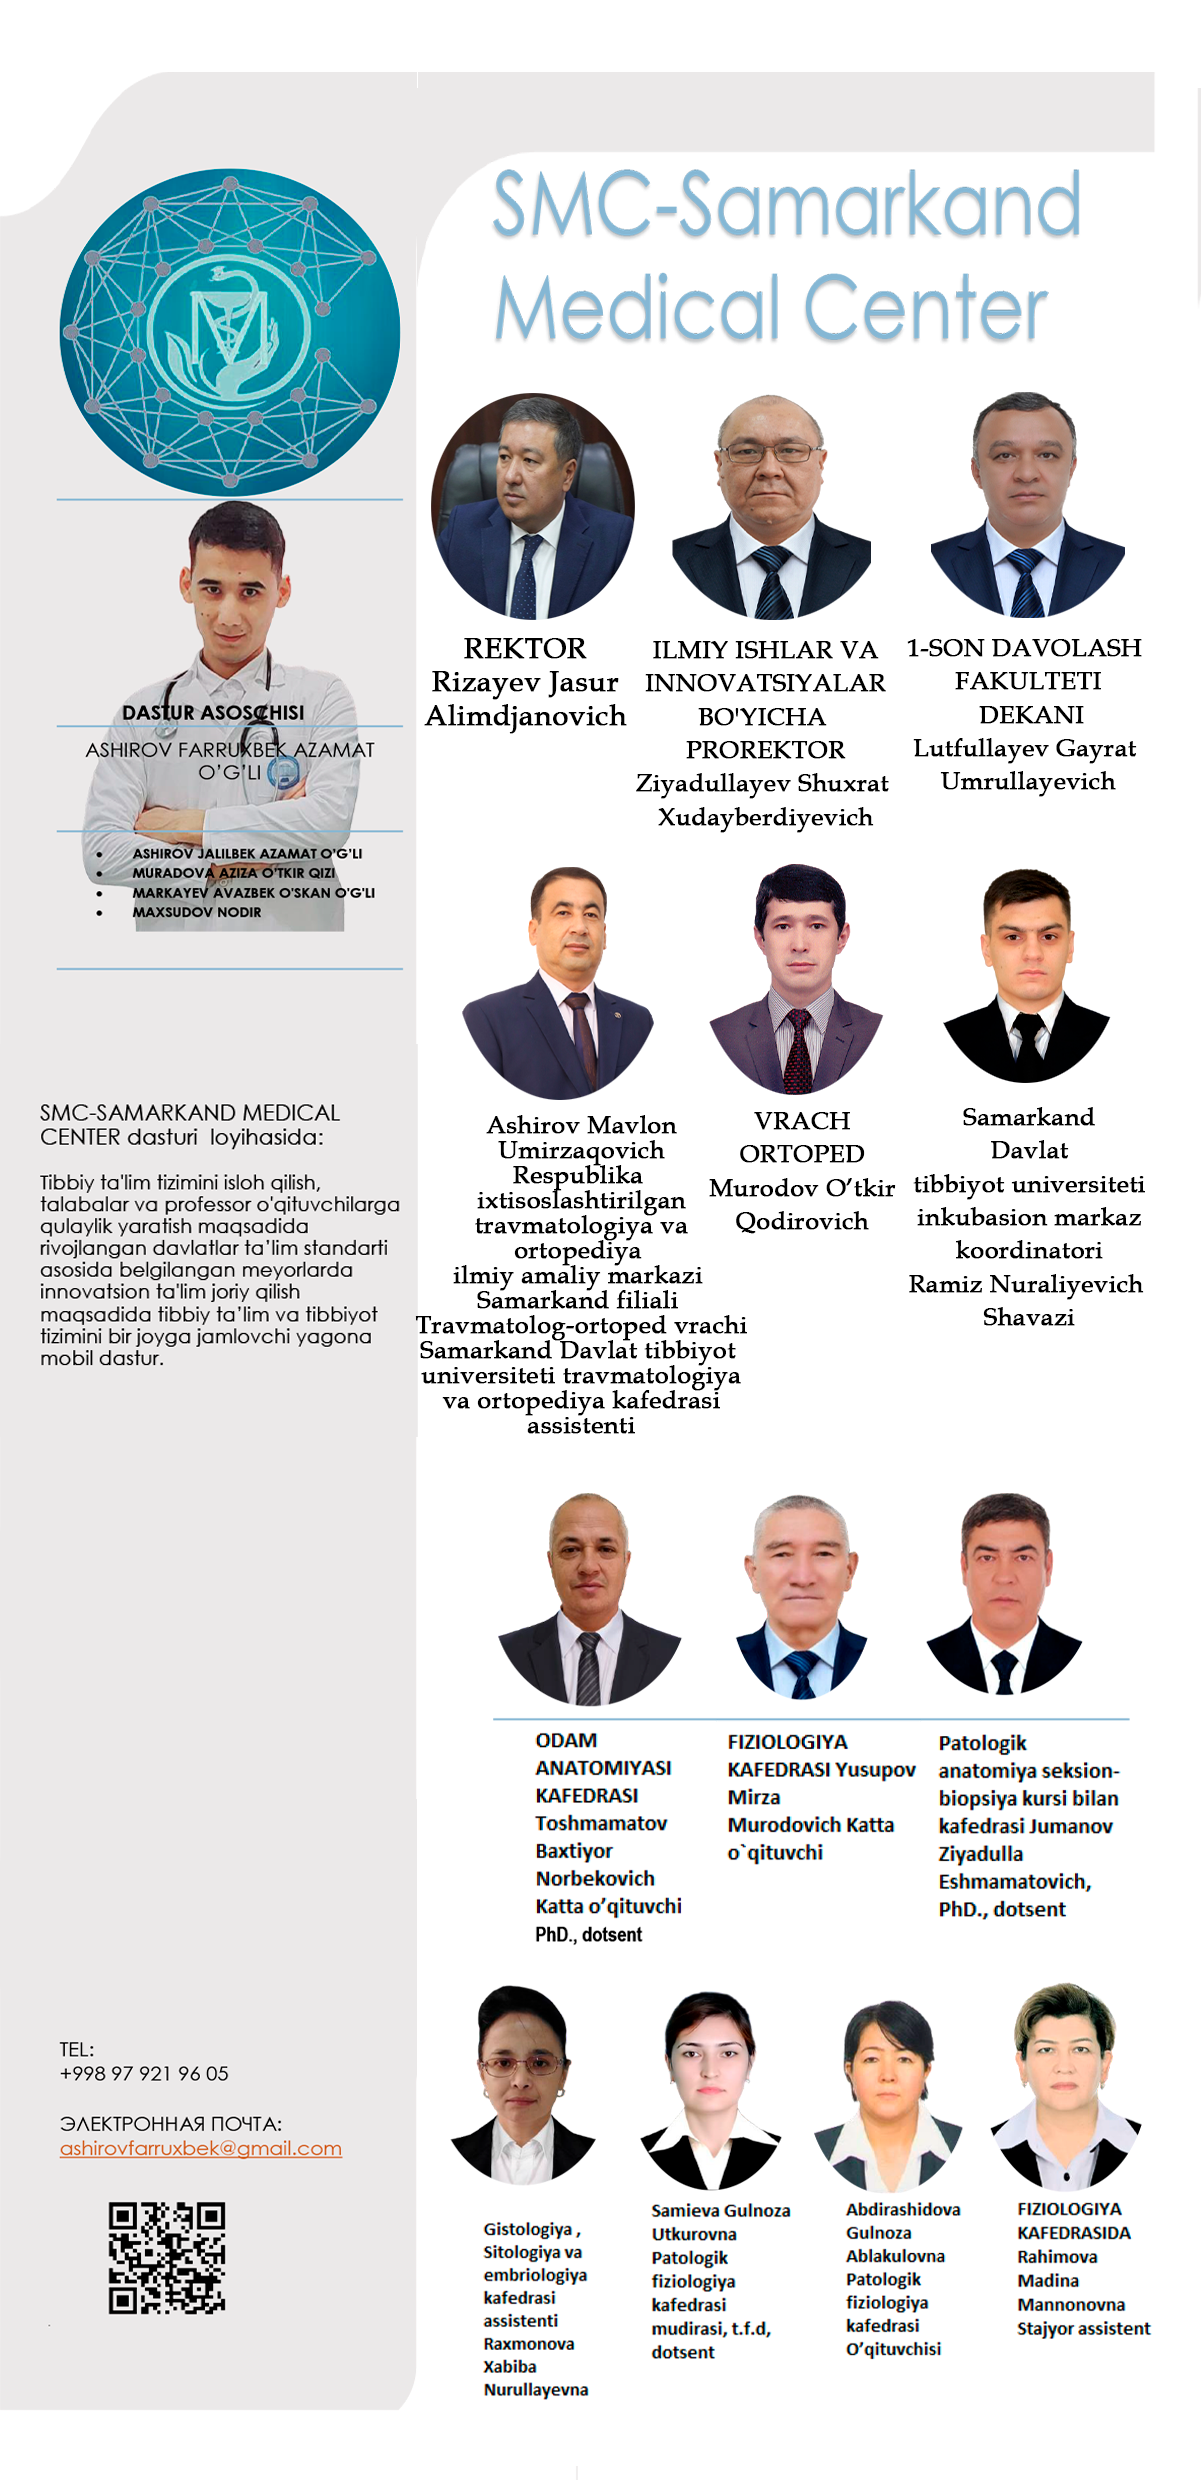 SMC-Samarkand
Medical Center
DASTUR ASOSCHISI
ASHIROV FARRUXBEK AZAMAT
O’G’LI
• ASHIROV JALILBEK AZAMAT O’G’LI
• MURADOVA AZIZA O’TKIR QIZI
• MARKAYEV AVAZBEK O'SKAN O'G'LI
• MAXSUDOV NODIR
SMC-SAMARKAND MEDICAL
CENTER dasturi loyihasida:
Tibbiy ta'lim tizimini isloh qilish,
talabalar va professor o'qituvchilarga
qulaylik yaratish maqsadida
rivojlangan davlatlar ta’lim standarti
asosida belgilangan meyorlarda
innovatsion ta'lim joriy qilish
maqsadida tibbiy ta’lim va tibbiyot
tizimini bir joyga jamlovchi yagona
mobil dastur.
TEL:
+998 97 921 96 05
ЭЛЕКТРОННАЯ ПОЧТА:
ashirovfarruxbek@gmail.com
REKTOR
Rizayev Jasur
Alimdjanovich
ILMIY ISHLAR VA
INNOVATSIYALAR
BO'YICHA
PROREKTOR
Ziyadullayev Shuxrat
Xudayberdiyevich
1-SON DAVOLASH
FAKULTETI
DEKANI
Lutfullayev Gayrat
Umrullayevich
Ashirov Mavlon
Umirzaqovich
Respublika
ixtisoslashtirilgan
travmatologiya va
ortopediya
ilmiy amaliy markazi
Samarkand filiali
Travmatolog-ortoped vrachi
Samarkand Davlat tibbiyot
universiteti travmatologiya
va ortopediya kafedrasi
assistenti
VRACH
ORTOPED
Murodov O’tkir
Qodirovich
Samarkand
Davlat
tibbiyot universiteti
inkubasion markaz
koordinatori
Ramiz Nuraliyevich
Shavazi
ODAM
ANATOMIYASI
KAFEDRASI
Toshmamatov
Baxtiyor
Norbekovich
Katta o’qituvchi
PhD., dotsent
FIZIOLOGIYA
KAFEDRASI Yusupov
Mirza
Murodovich Katta
o`qituvchi
Patologik
anatomiya seksion-
biopsiya kursi bilan
kafedrasi Jumanov
Ziyadulla
Eshmamatovich,
PhD., dotsent
Gistologiya ,
Sitologiya va
embriologiya
kafedrasi
assistenti
Raxmonova
Xabiba
Nurullayevna
Samieva Gulnoza
Utkurovna
Patologik
fiziologiya
kafedrasi
mudirasi, t.f.d,
dotsent
Abdirashidova
Gulnoza
Ablakulovna
Patologik
fiziologiya
kafedrasi
O’qituvchisi
FIZIOLOGIYA
KAFEDRASIDA
Rahimova
Madina
Mannonovna
Stajyor assistent